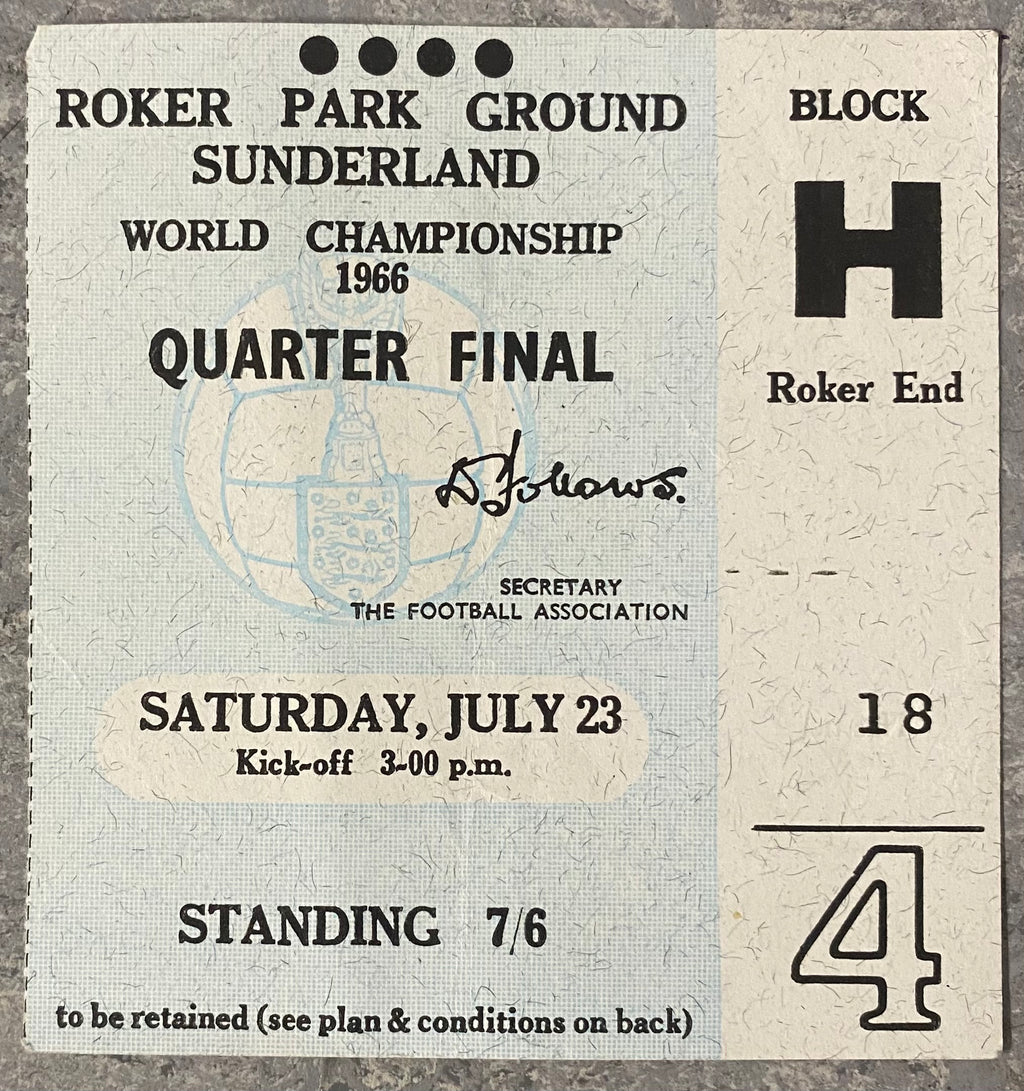 ROKER PARK GROUND
SUNDERLAND
WORLD CHAMPIONSHIP
1966
QUARTER FINAL
D. Follows.
SECRETARY
THE FOOTBALL ASSOCIATION
SATURDAY, JULY 23
Kick-off 3-00 p.m.
STANDING 7/6
to be retained (see plan & conditions on back)
BLOCK
H
Roker End
18
4